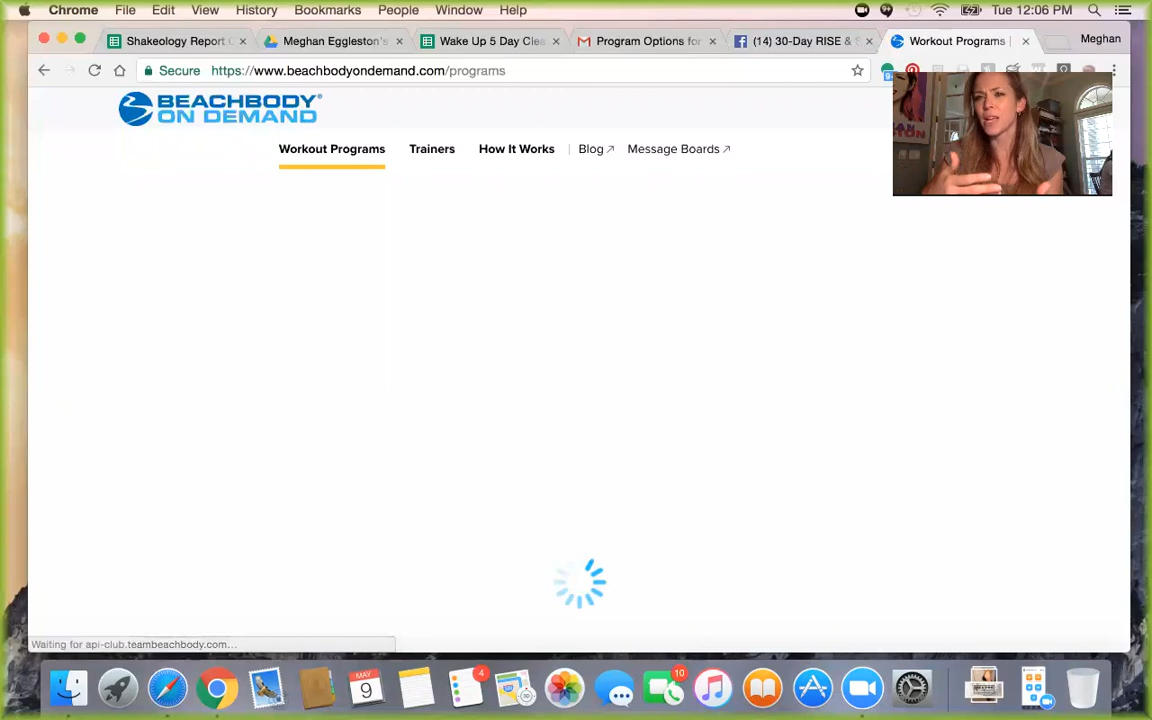 Chrome File Edit View History Bookmarks People Window Help 9+ Tue 12:06 PM
Shakeology Report Meghan Eggleston's Wake Up 5 Day Clea Program Options for (14) 30-Day RISE & S Workout Programs | Meghan
Secure https://www.beachbodyondemand.com/programs
BEACHBODY®
ON DEMAND
Workout Programs Trainers How It Works Blog Message Boards
Waiting for api-club.teambeachbody.com...
4 10
MAY
9